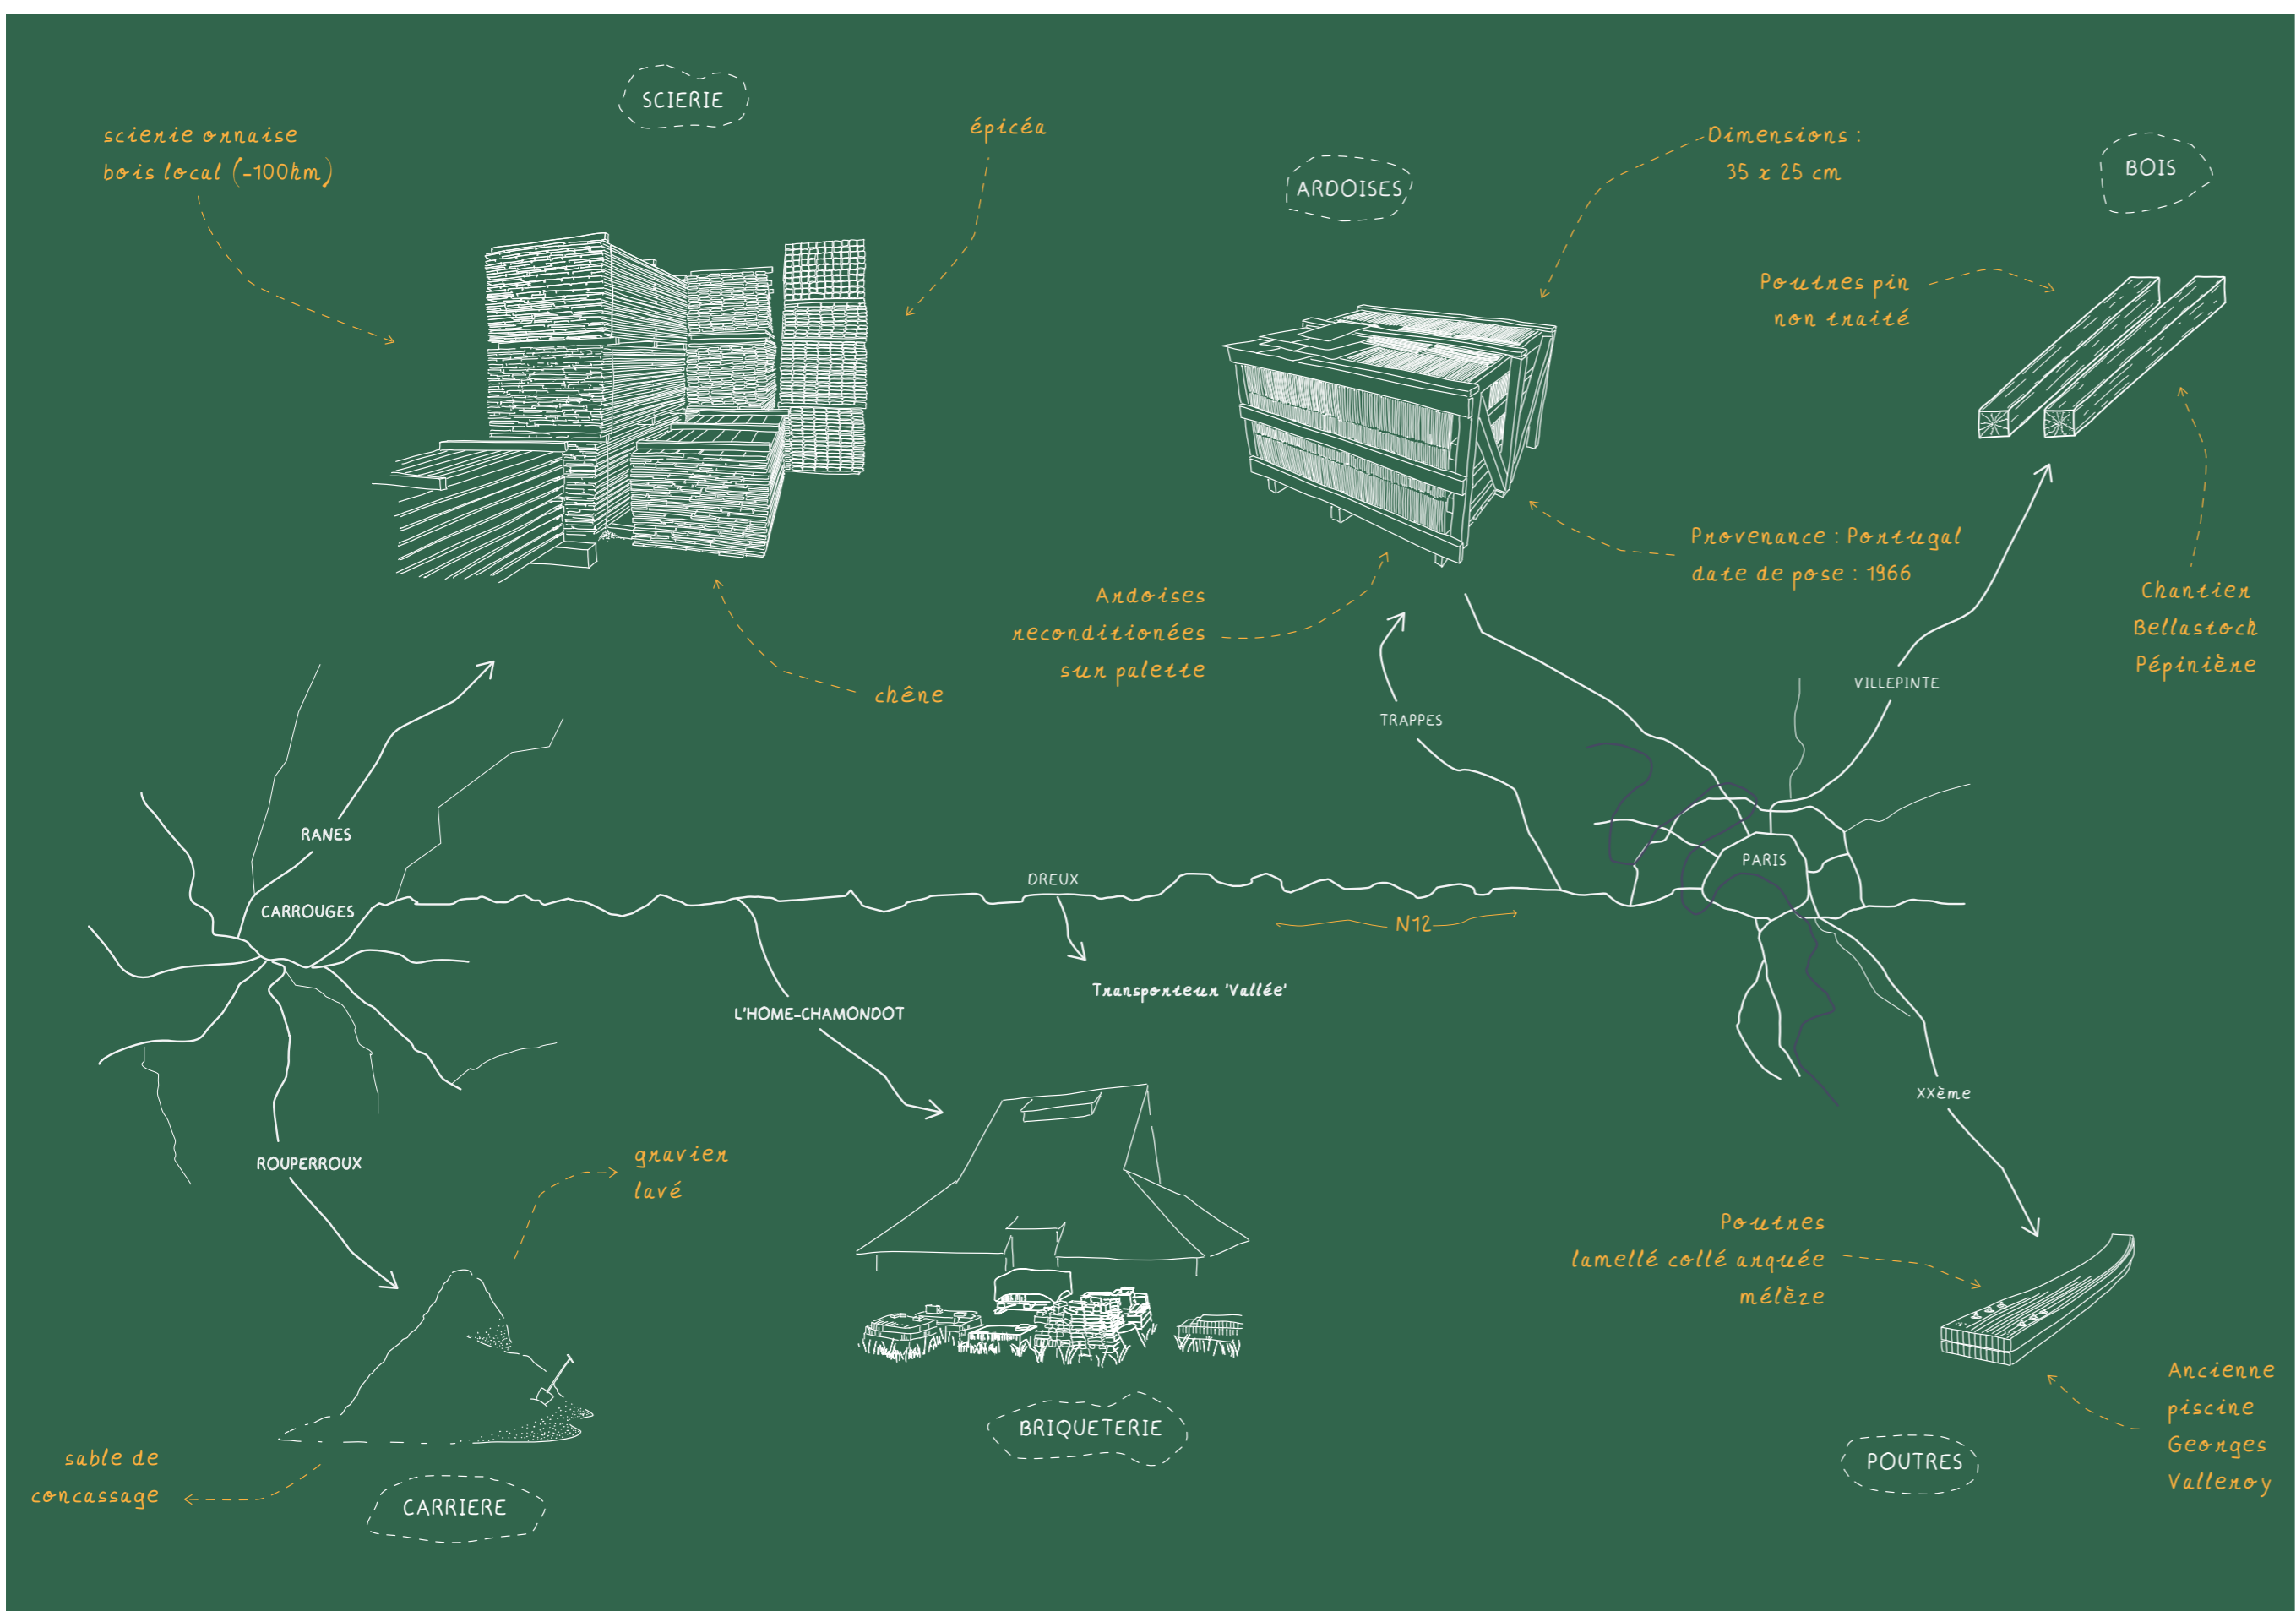 SCIERIE
scierie ornaise
bois local (-100km)
épicéa
chêne
ARDOISES
Dimensions :
35 x 25 cm
Provenance : Portugal
date de pose : 1966
Ardoises
reconditionées
sur palette
BOIS
Poutres pin
non traité
Chantier
Bellastock
Pépinière
VILLEPINTE
TRAPPES
RANES
CARROUGES
DREUX
PARIS
N12
Transporteur 'Vallée'
L'HOME-CHAMONDOT
XXème
ROUPERROUX
gravier
lavé
sable de
concassage
CARRIERE
BRIQUETERIE
Poutres
lamellé collé arquée
mélèze
Ancienne
piscine
Georges
Valleroy
POUTRES